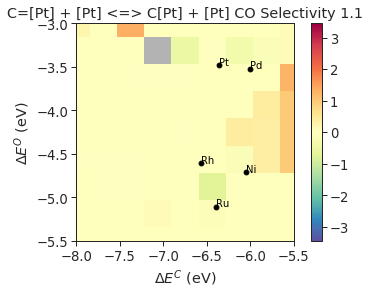 C=[Pt] + [Pt] <=> C[Pt] + [Pt] CO Selectivity 1.1
−3.0
−3.5
−4.0
−4.5
−5.0
−5.5
ΔE^O (eV)
Pt
Pd
Rh
Ni
Ru
−8.0 −7.5 −7.0 −6.5 −6.0 −5.5
ΔE^C (eV)
3
2
1
0
−1
−2
−3